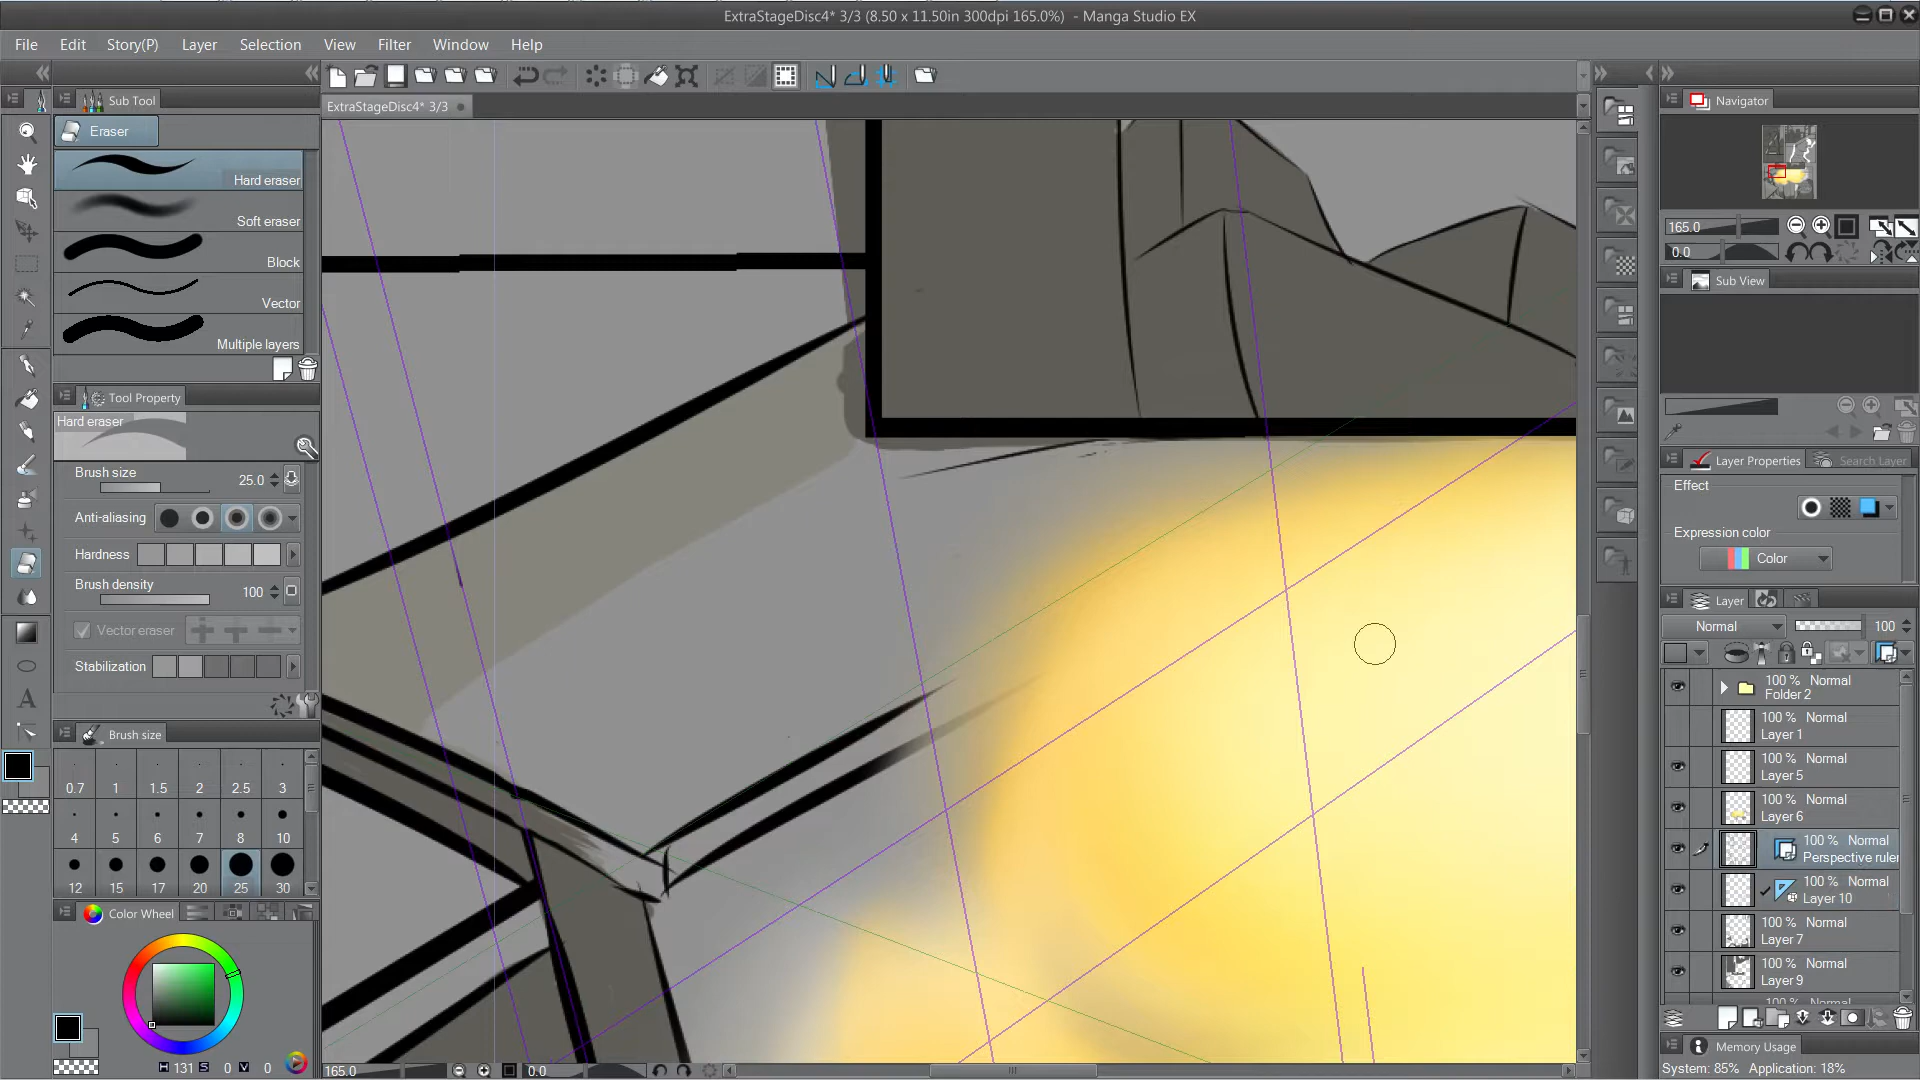 ExtraStageDisc4* 3/3 (8.50 x 11.50in 300dpi 165.0%) - Manga Studio EX
File Edit Story(P) Layer Selection View Filter Window Help
Sub Tool
Eraser
Hard eraser
Soft eraser
Block
Vector
Multiple layers
Tool Property
Hard eraser
Brush size 25.0
Anti-aliasing
Hardness
Brush density 100
Vector eraser
Stabilization
Brush size
0.7 1 1.5 2 2.5 3
4 5 6 7 8 10
12 15 17 20 25 30
Color Wheel
H 131 S 0 V 0
ExtraStageDisc4* 3/3
165.0 0.0
Navigator
165.0
0.0
Sub View
Layer Properties Search Layer
Effect
Expression color
Color
Layer
Normal 100
100 % Normal
Folder 2
100 % Normal
Layer 1
100 % Normal
Layer 5
100 % Normal
Layer 6
100 % Normal
Perspective ruler
100 % Normal
Layer 10
100 % Normal
Layer 7
100 % Normal
Layer 9
100 % Normal
Memory Usage
System: 85% Application: 18%